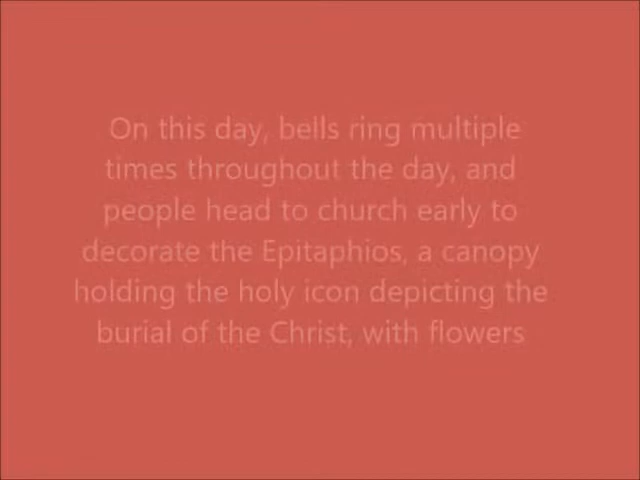 On this day, bells ring multiple
times throughout the day, and
people head to church early to
decorate the Epitaphios, a canopy
holding the holy icon depicting the
burial of the Christ, with flowers